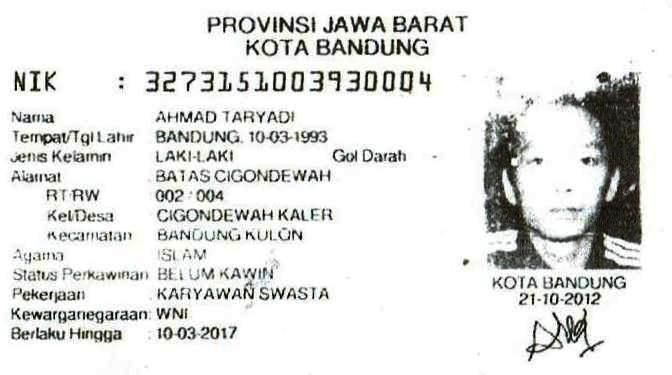 PROVINSI JAWA BARAT
KOTA BANDUNG
NIK : 3273151003930004
Nama AHMAD TARYADI
Tempat/Tgl Lahir BANDUNG, 10-03-1993
Jenis Kelamin LAKI-LAKI Gol Darah
Alamat BATAS CIGONDEWAH
RT/RW 002 / 004
Kel/Desa CIGONDEWAH KALER
Kecamatan BANDUNG KULON
Agama ISLAM
Status Perkawinan BELUM KAWIN
Pekerjaan KARYAWAN SWASTA
Kewarganegaraan: WNI
Berlaku Hingga : 10-03-2017
KOTA BANDUNG
21-10-2012